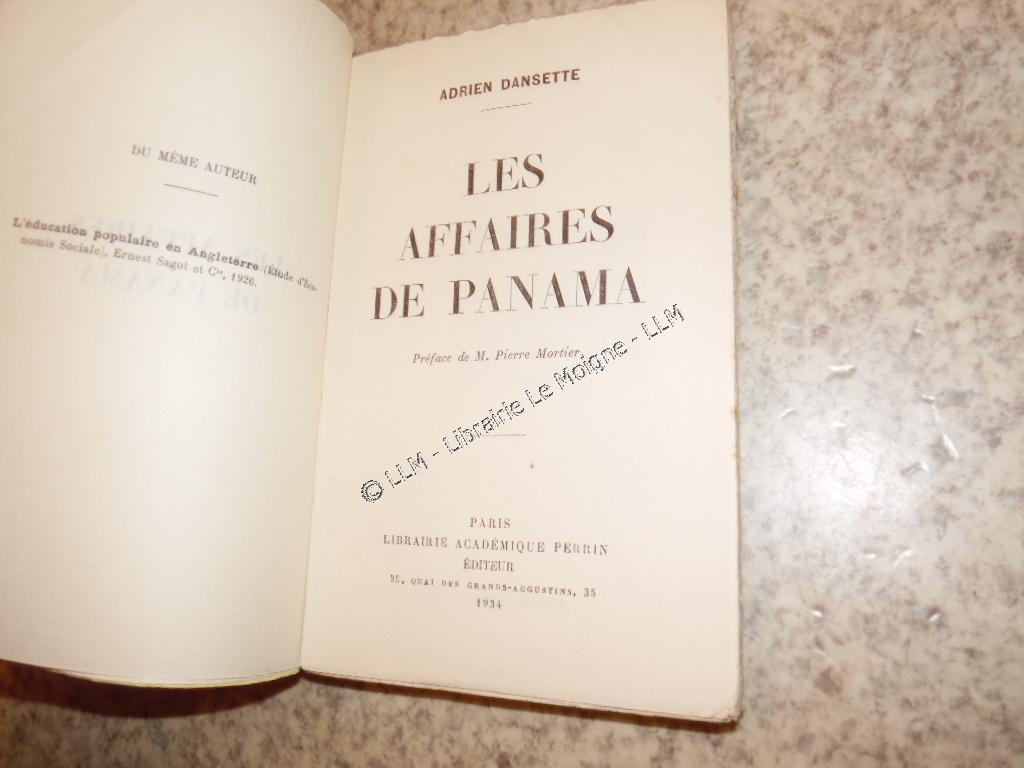 DU MÊME AUTEUR
L'éducation populaire en Angleterre (Étude d'Éco-
nomie Sociale), Ernest Sagot et Cie, 1926.
ADRIEN DANSETTE
LES
AFFAIRES
DE PANAMA
Préface de M. Pierre Mortier
© LLM - Librairie Le Moigne - LLM
PARIS
LIBRAIRIE ACADÉMIQUE PERRIN
ÉDITEUR
35, QUAI DES GRANDS-AUGUSTINS, 35
1934